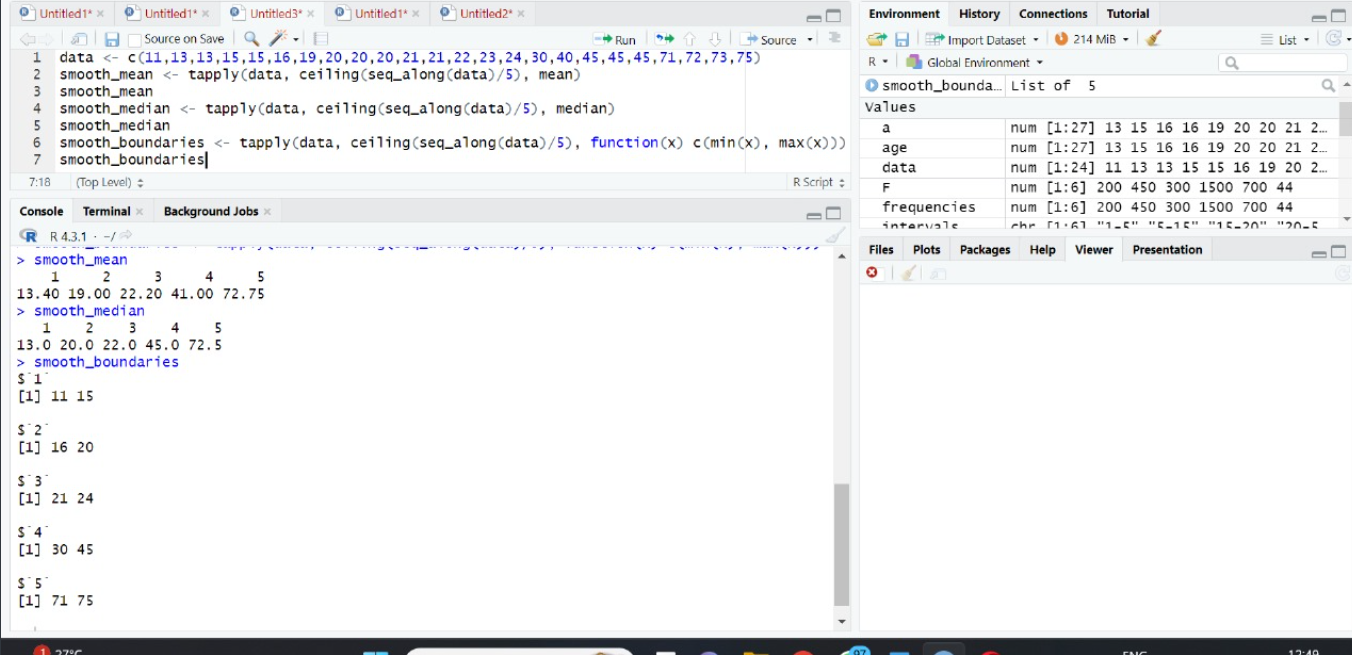 Untitled1* Untitled1* Untitled3* Untitled1* Untitled2*
Source on Save Run Source
1 data <- c(11,13,13,15,15,16,19,20,20,20,21,21,22,23,24,30,40,45,45,45,71,72,73,75)
2 smooth_mean <- tapply(data, ceiling(seq_along(data)/5), mean)
3 smooth_mean
4 smooth_median <- tapply(data, ceiling(seq_along(data)/5), median)
5 smooth_median
6 smooth_boundaries <- tapply(data, ceiling(seq_along(data)/5), function(x) c(min(x), max(x)))
7 smooth_boundaries
7:18 (Top Level) R Script
Console Terminal Background Jobs
R 4.3.1 · ~/
> smooth_mean
1 2 3 4 5
13.40 19.00 22.20 41.00 72.75
> smooth_median
1 2 3 4 5
13.0 20.0 22.0 45.0 72.5
> smooth_boundaries
$`1`
[1] 11 15
$`2`
[1] 16 20
$`3`
[1] 21 24
$`4`
[1] 30 45
$`5`
[1] 71 75
Environment History Connections Tutorial
Import Dataset 214 MiB List
R Global Environment
smooth_bounda… List of 5
Values
a num [1:27] 13 15 16 16 19 20 20 21 2…
age num [1:27] 13 15 16 16 19 20 20 21 2…
data num [1:24] 11 13 13 15 15 16 19 20 2…
F num [1:6] 200 450 300 1500 700 44
frequencies num [1:6] 200 450 300 1500 700 44
intervals chr [1:6] "1-5" "5-15" "15-20" "20-5
Files Plots Packages Help Viewer Presentation
1 27°C 97 ENG 12:49